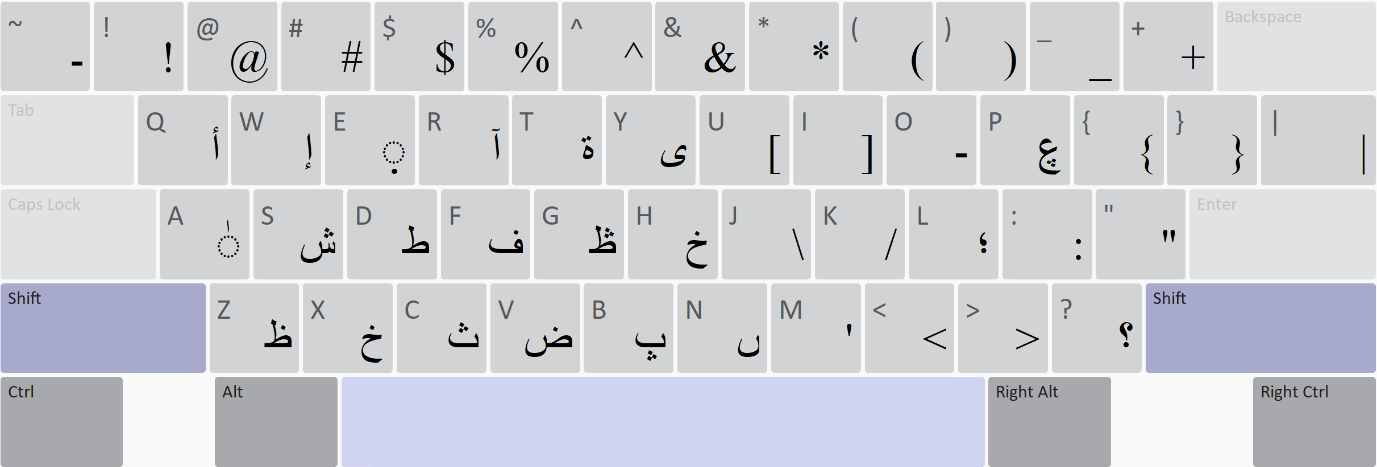 ~ - ! ! @ @ # # $ $ % % ^ ^ & & * * ( ( ) ) _ _ + + Backspace
Tab Q أ W إ E ◌ٜ R آ T ة Y ى U [ I ] O - P { { } } | |
Caps Lock A ◌ٰ S ش D ط F ف G ڟ H خ J \ K / L ؛ : : " " Enter
Shift Z ظ X خ C ث V ض B پ N ں M ' < < > > ? ؟ Shift
Ctrl Alt Right Alt Right Ctrl